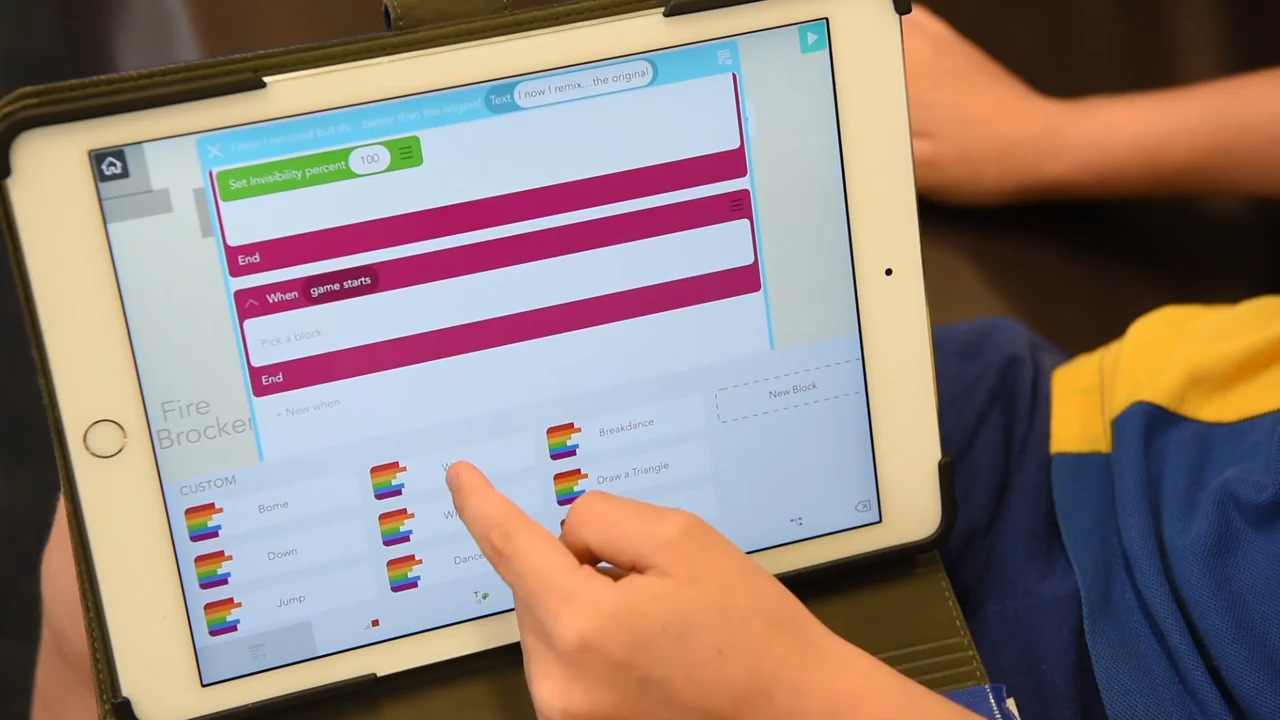 Text I now I remix...the original
Set Invisibility percent 100
End
When game starts
Pick a block
End
+ New when
New Block
Fire
Brocker
CUSTOM
Bome
Down
Jump
Dance
Breakdance
Draw a Triangle